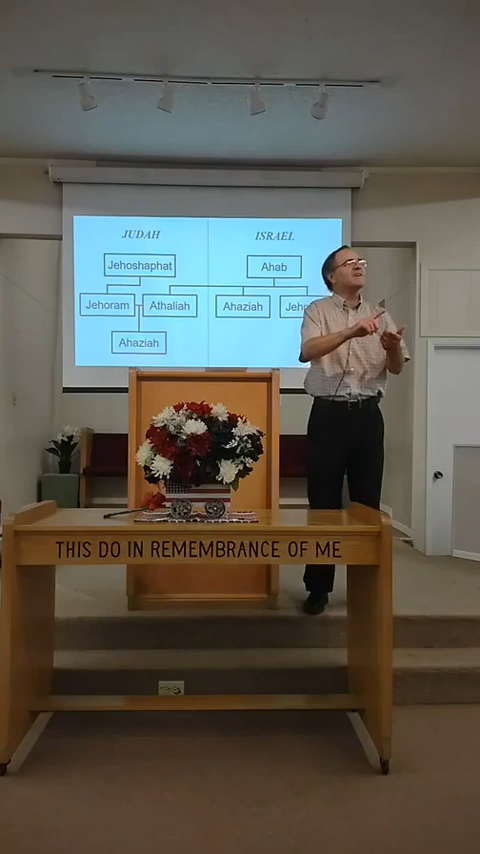 JUDAH
ISRAEL
Jehoshaphat
Ahab
Jehoram
Athaliah
Ahaziah
Ahaziah
THIS DO IN REMEMBRANCE OF ME